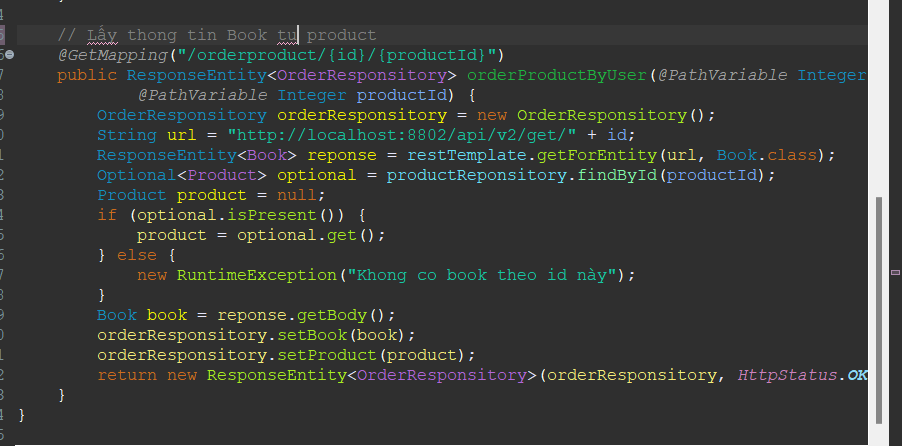 // Lấy thong tin Book tu product
@GetMapping("/orderproduct/{id}/{productId}")
public ResponseEntity<OrderResponsitory> orderProductByUser(@PathVariable Integer
@PathVariable Integer productId) {
OrderResponsitory orderResponsitory = new OrderResponsitory();
String url = "http://localhost:8802/api/v2/get/" + id;
ResponseEntity<Book> reponse = restTemplate.getForEntity(url, Book.class);
Optional<Product> optional = productReponsitory.findById(productId);
Product product = null;
if (optional.isPresent()) {
product = optional.get();
} else {
new RuntimeException("Khong co book theo id này");
}
Book book = reponse.getBody();
orderResponsitory.setBook(book);
orderResponsitory.setProduct(product);
return new ResponseEntity<OrderResponsitory>(orderResponsitory, HttpStatus.OK
}
}